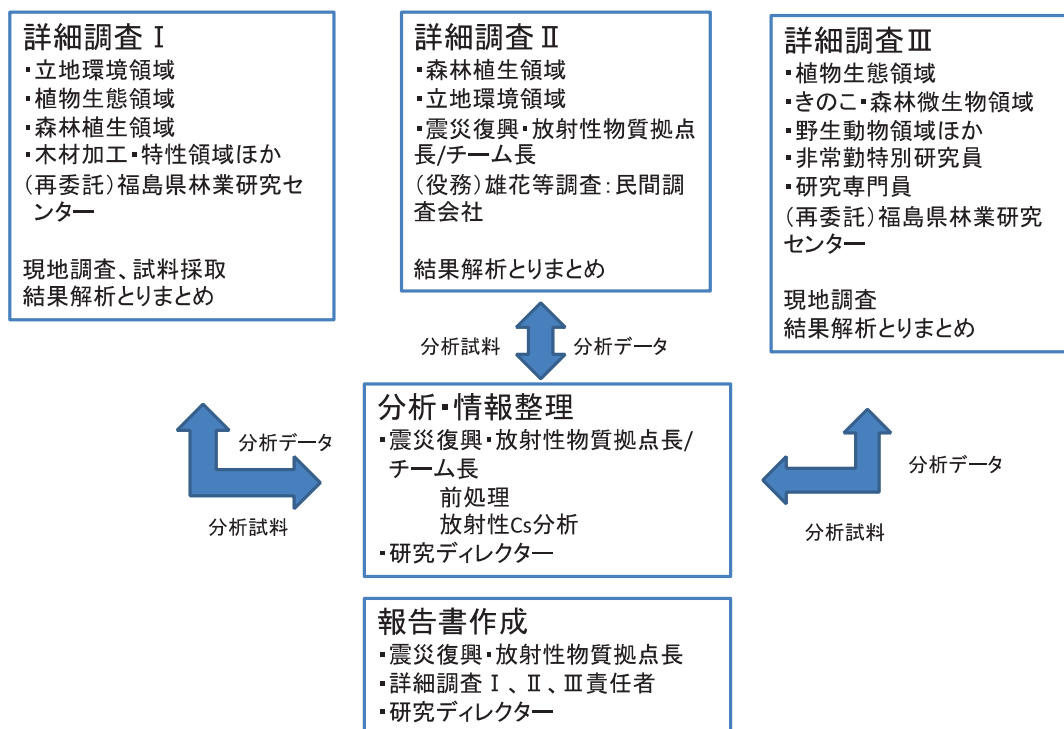 詳細調査Ⅰ
・立地環境領域
・植物生態領域
・森林植生領域
・木材加工・特性領域ほか
(再委託)福島県林業研究セ
ンター
現地調査、試料採取
結果解析とりまとめ
詳細調査Ⅱ
・森林植生領域
・立地環境領域
・震災復興・放射性物質拠点
長/チーム長
(役務)雄花等調査:民間調
査会社
結果解析とりまとめ
詳細調査Ⅲ
・植物生態領域
・きのこ・森林微生物領域
・野生動物領域ほか
・非常勤特別研究員
・研究専門員
(再委託)福島県林業研究
センター
現地調査
結果解析とりまとめ
分析試料
分析データ
分析データ
分析試料
分析データ
分析試料
分析・情報整理
・震災復興・放射性物質拠点長/
チーム長
前処理
放射性Cs分析
・研究ディレクター
報告書作成
・震災復興・放射性物質拠点長
・詳細調査Ⅰ、Ⅱ、Ⅲ責任者
・研究ディレクター